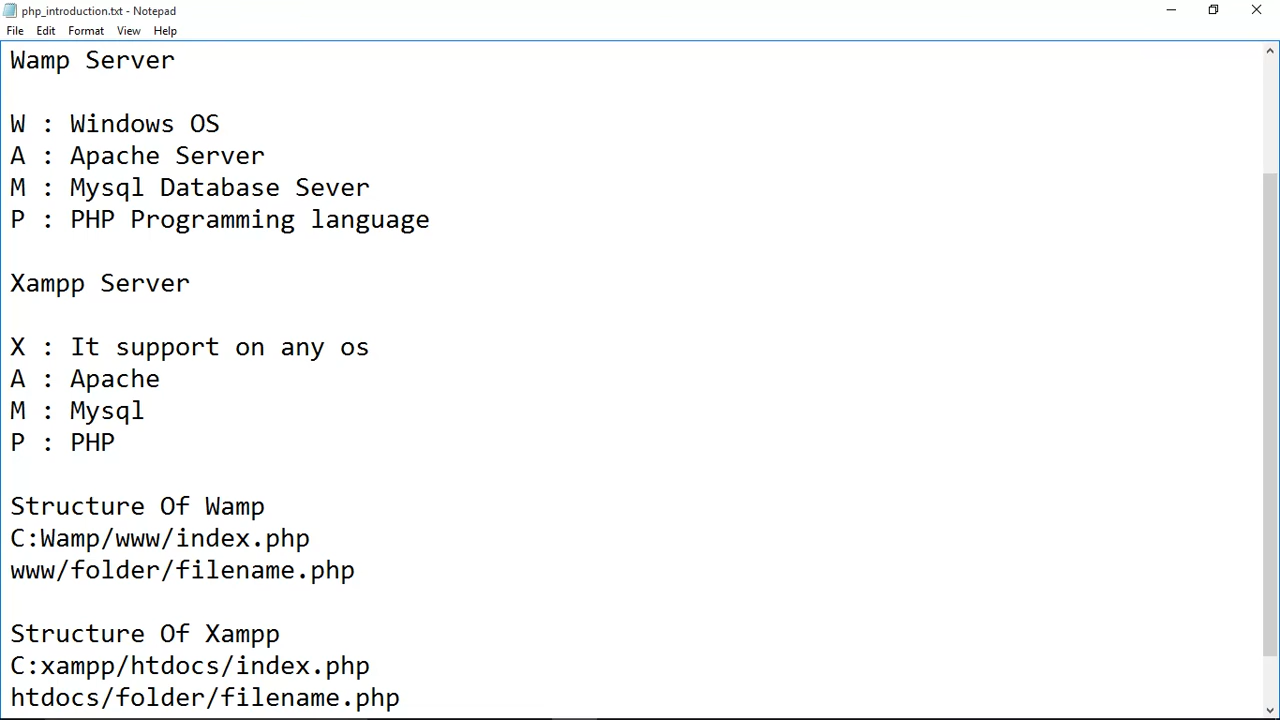 php_introduction.txt - Notepad
File Edit Format View Help
Wamp Server
W : Windows OS
A : Apache Server
M : Mysql Database Sever
P : PHP Programming language
Xampp Server
X : It support on any os
A : Apache
M : Mysql
P : PHP
Structure Of Wamp
C:Wamp/www/index.php
www/folder/filename.php
Structure Of Xampp
C:xampp/htdocs/index.php
htdocs/folder/filename.php